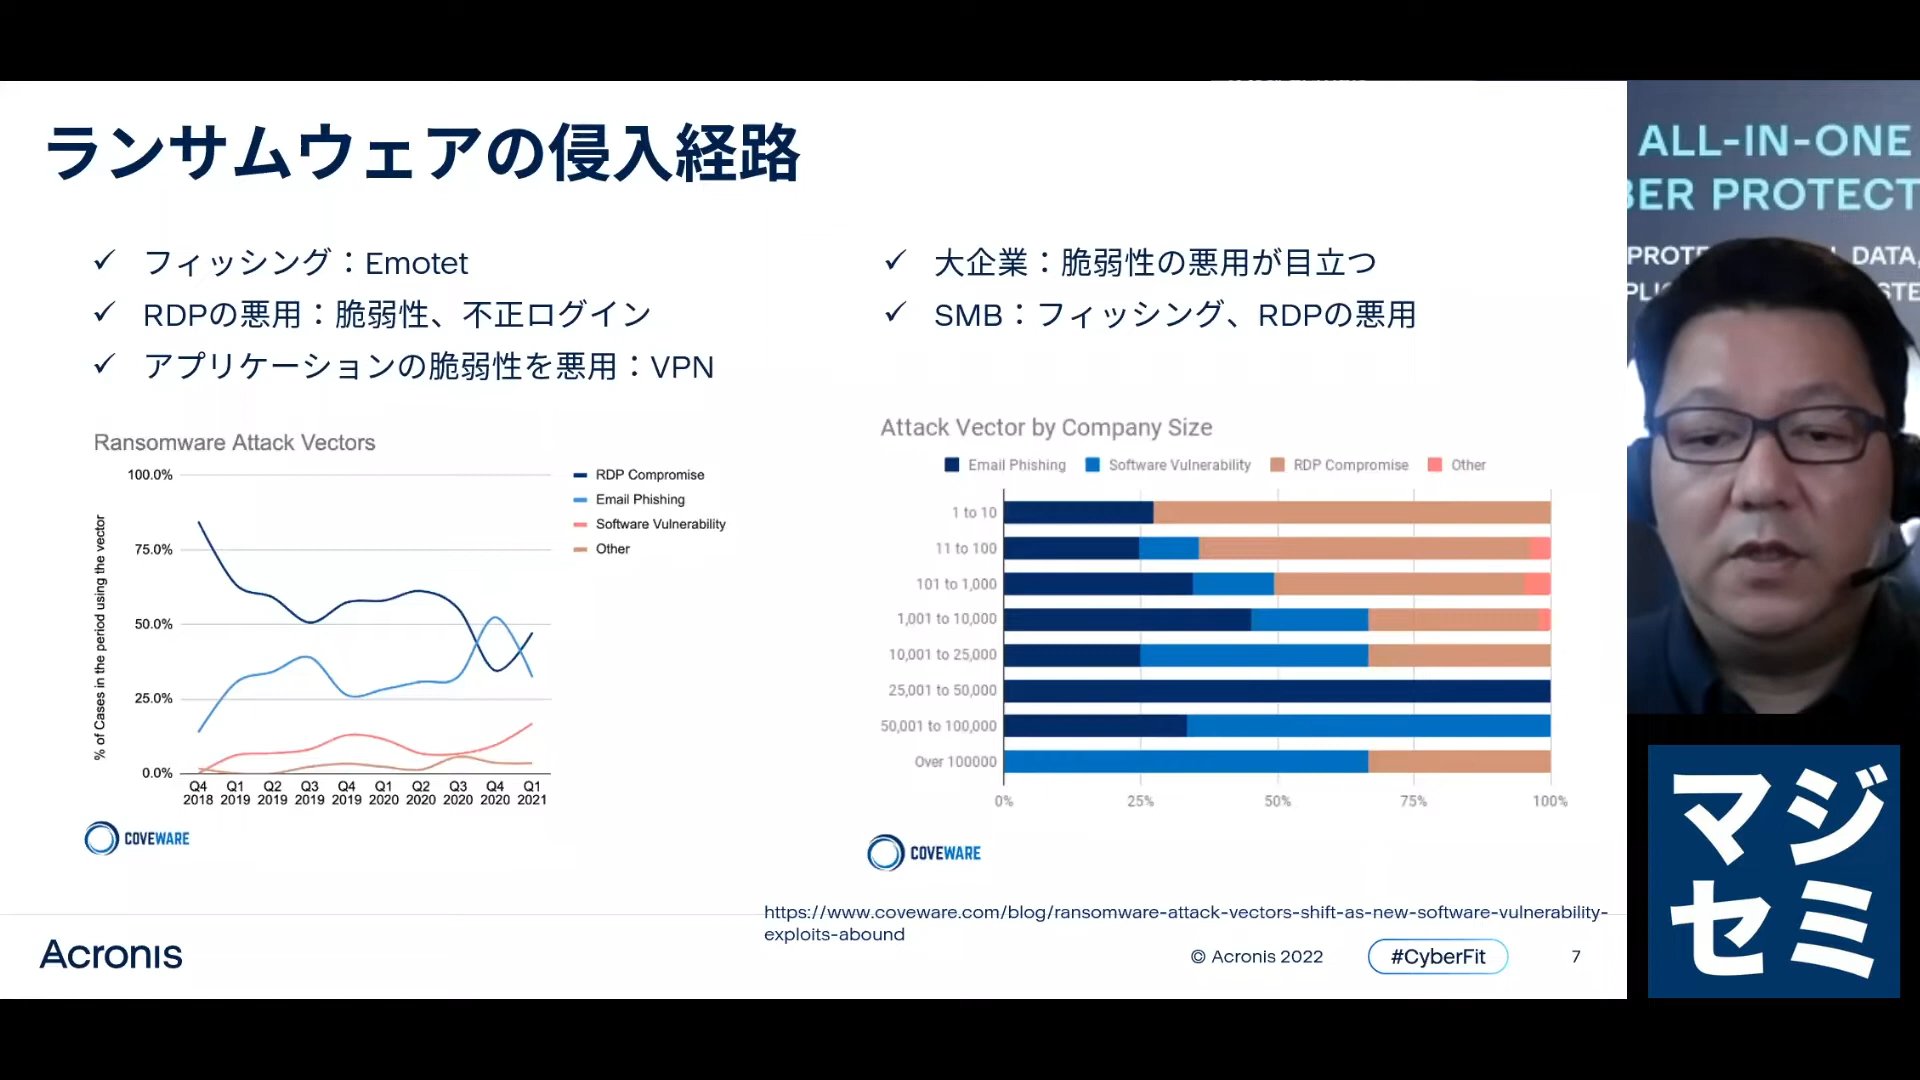 ランサムウェアの侵入経路
✓ フィッシング：Emotet
✓ RDPの悪用：脆弱性、不正ログイン
✓ アプリケーションの脆弱性を悪用：VPN
✓ 大企業：脆弱性の悪用が目立つ
✓ SMB：フィッシング、RDPの悪用
Ransomware Attack Vectors
% of Cases in the period using the vector
100.0%
75.0%
50.0%
25.0%
0.0%
Q4 2018
Q1 2019
Q2 2019
Q3 2019
Q4 2019
Q1 2020
Q2 2020
Q3 2020
Q4 2020
Q1 2021
RDP Compromise
Email Phishing
Software Vulnerability
Other
COVEWARE
Attack Vector by Company Size
Email Phishing Software Vulnerability RDP Compromise Other
1 to 10
11 to 100
101 to 1,000
1,001 to 10,000
10,001 to 25,000
25,001 to 50,000
50,001 to 100,000
Over 100000
0% 25% 50% 75% 100%
COVEWARE
https://www.coveware.com/blog/ransomware-attack-vectors-shift-as-new-software-vulnerability-
exploits-abound
Acronis
© Acronis 2022
#CyberFit
7
ALL-IN-ONE
BER PROTECT
PROTE DATA,
PLI STE
マジ
セミ